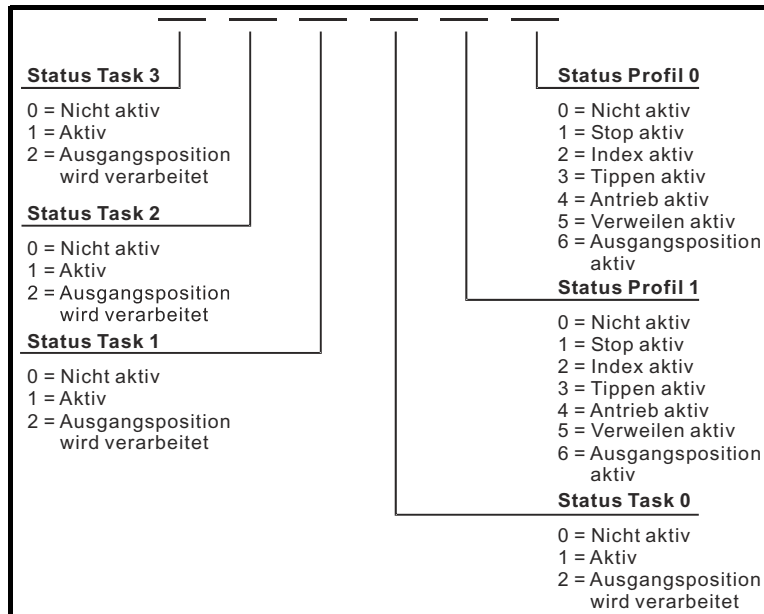 Status Task 3
0 = Nicht aktiv
1 = Aktiv
2 = Ausgangsposition
wird verarbeitet
Status Task 2
0 = Nicht aktiv
1 = Aktiv
2 = Ausgangsposition
wird verarbeitet
Status Task 1
0 = Nicht aktiv
1 = Aktiv
2 = Ausgangsposition
wird verarbeitet
Status Profil 0
0 = Nicht aktiv
1 = Stop aktiv
2 = Index aktiv
3 = Tippen aktiv
4 = Antrieb aktiv
5 = Verweilen aktiv
6 = Ausgangsposition
aktiv
Status Profil 1
0 = Nicht aktiv
1 = Stop aktiv
2 = Index aktiv
3 = Tippen aktiv
4 = Antrieb aktiv
5 = Verweilen aktiv
6 = Ausgangsposition
aktiv
Status Task 0
0 = Nicht aktiv
1 = Aktiv
2 = Ausgangsposition
wird verarbeitet